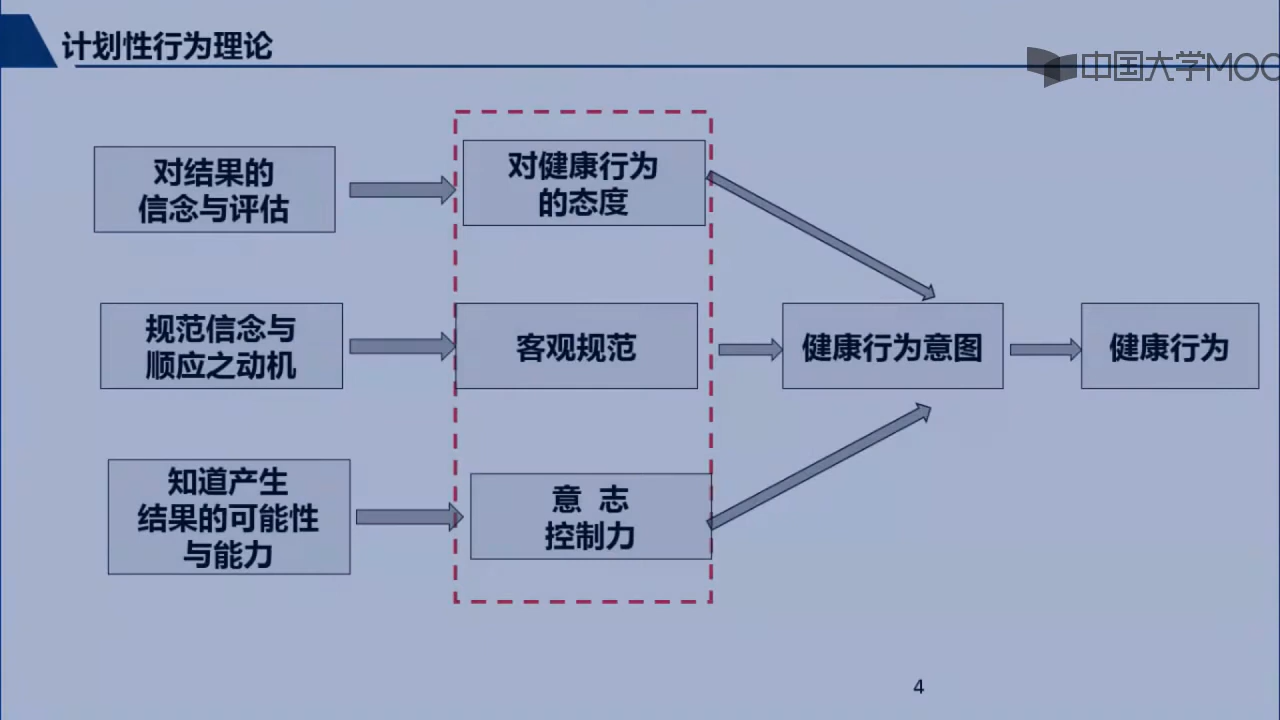 计划性行为理论
中国大学MOO
对结果的
信念与评估
对健康行为
的态度
规范信念与
顺应之动机
客观规范
健康行为意图
健康行为
知道产生
结果的可能性
与能力
意 志
控制力
4